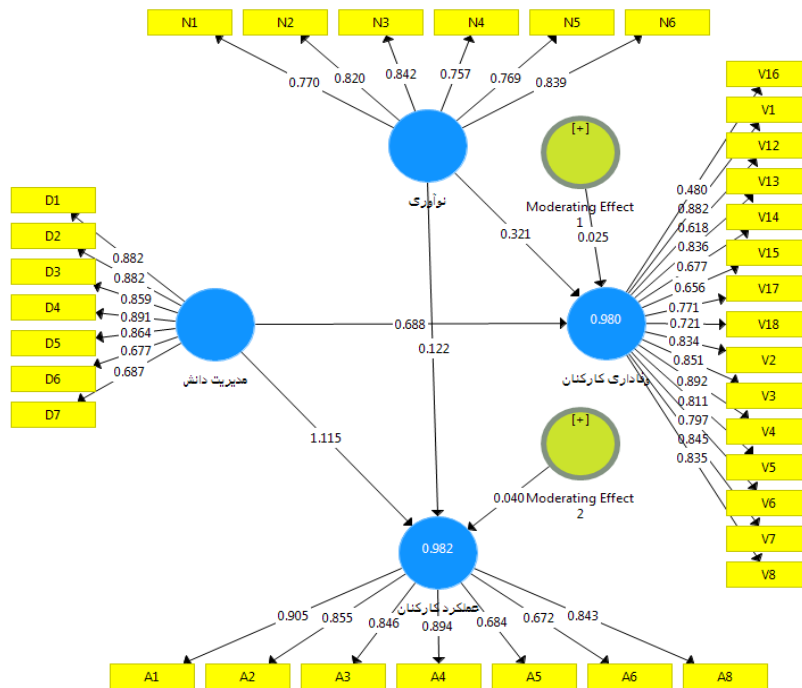 N1 N2 N3 N4 N5 N6
0.770 0.820 0.842 0.757 0.769 0.839
نوآوری
[+]
Moderating Effect
1
0.321
0.025
V16
V1
V12
V13
V14
V15
V17
V18
V2
V3
V4
V5
V6
V7
V8
0.480
0.882
0.618
0.836
0.677
0.656
0.771
0.721
0.834
0.851
0.892
0.811
0.797
0.845
0.835
0.980
وفاداری کارکنان
D1
D2
D3
D4
D5
D6
D7
0.882
0.882
0.859
0.891
0.864
0.677
0.687
مدیریت دانش
0.688
0.122
1.115
[+]
Moderating Effect
2
0.040
0.982
عملکرد کارکنان
0.905 0.855 0.846 0.894 0.684 0.672 0.843
A1 A2 A3 A4 A5 A6 A8